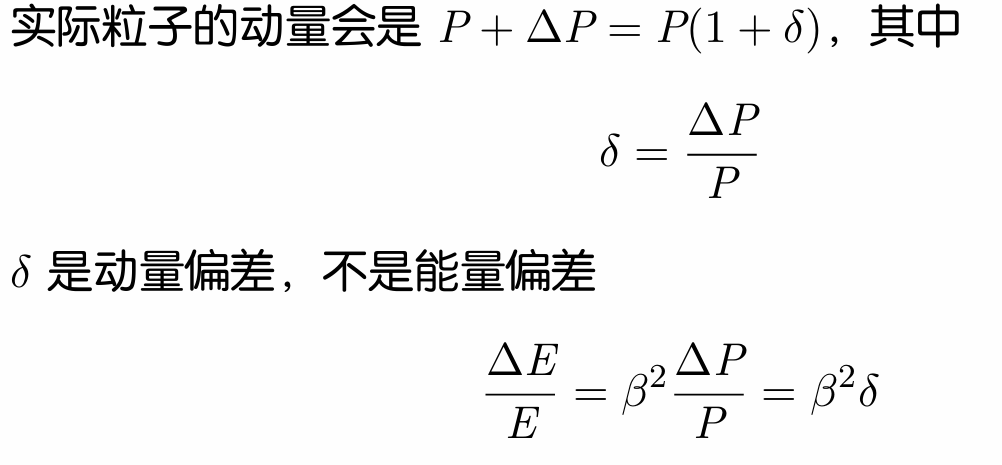 实际粒子的动量会是 P + ΔP = P(1 + δ)，其中
δ = ΔP/P
δ 是动量偏差，不是能量偏差
ΔE/E = β² ΔP/P = β²δ